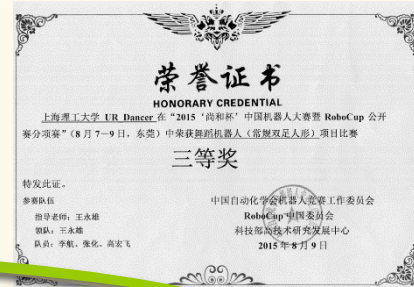 荣誉证书
HONORARY CREDENTIAL
上海理工大学 UR Dancer 在“2015‘尚和杯’中国机器人大赛暨 RoboCup 公开
赛分项赛”(8 月 7－9 日，东莞）中荣获舞蹈机器人（常规双足人形）项目比赛
三等奖
特发此证。
参赛队伍
指导老师：王永雄
领队：王永雄
队员：李航、张化、高宏飞
中国自动化学会机器人竞赛工作委员会
RoboCup 中国委员会
科技部高技术研究发展中心
2015 年 8 月 9 日